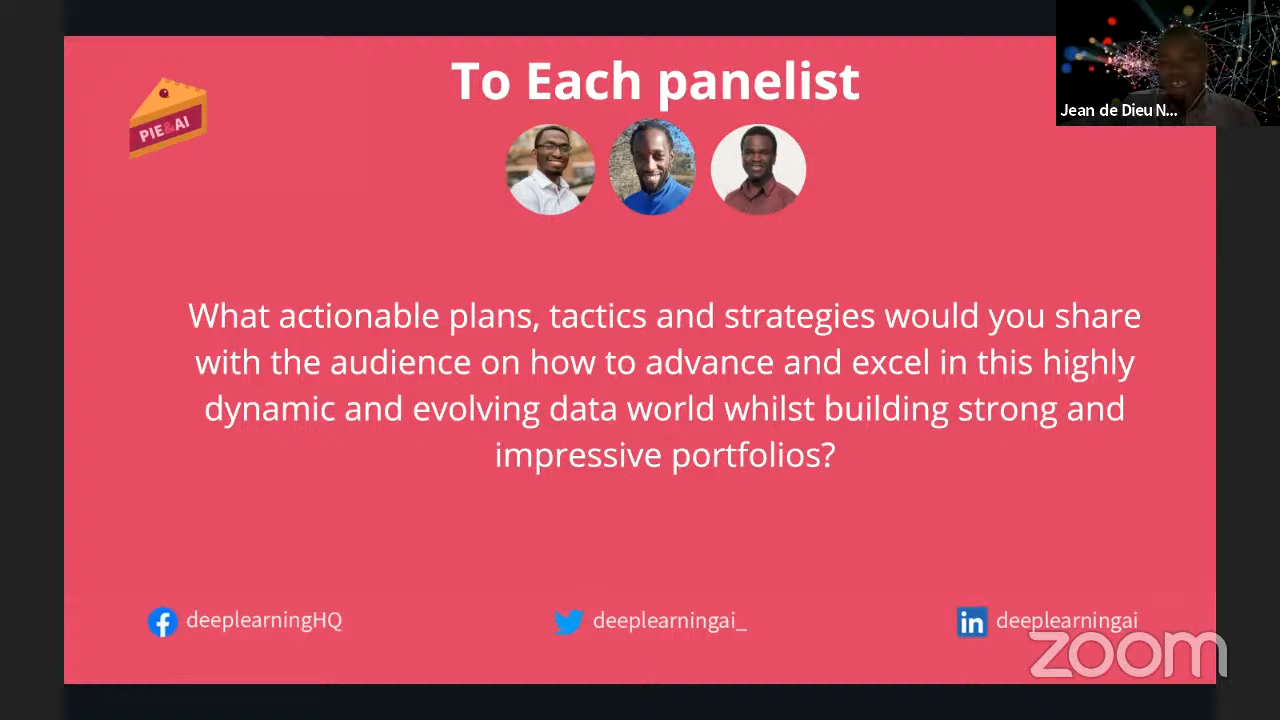 To Each panelist
PIE&AI
Jean de Dieu N...
What actionable plans, tactics and strategies would you share
with the audience on how to advance and excel in this highly
dynamic and evolving data world whilst building strong and
impressive portfolios?
deeplearningHQ
deeplearningai_
deeplearningai
zoom